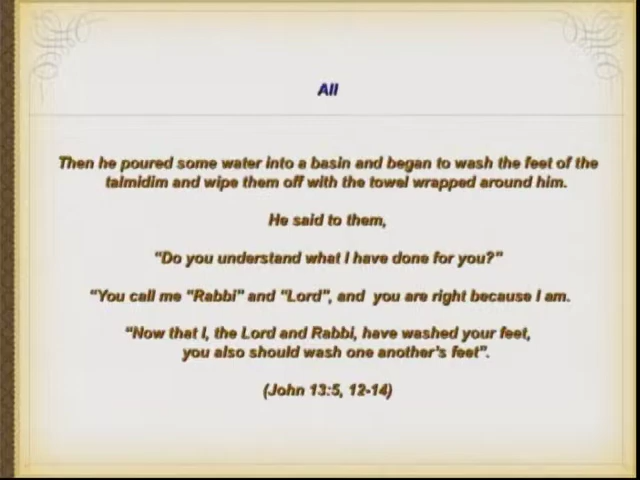 All
Then he poured some water into a basin and began to wash the feet of the
talmidim and wipe them off with the towel wrapped around him.
He said to them,
"Do you understand what I have done for you?"
"You call me "Rabbi" and "Lord", and you are right because I am.
"Now that I, the Lord and Rabbi, have washed your feet,
you also should wash one another's feet".
(John 13:5, 12-14)